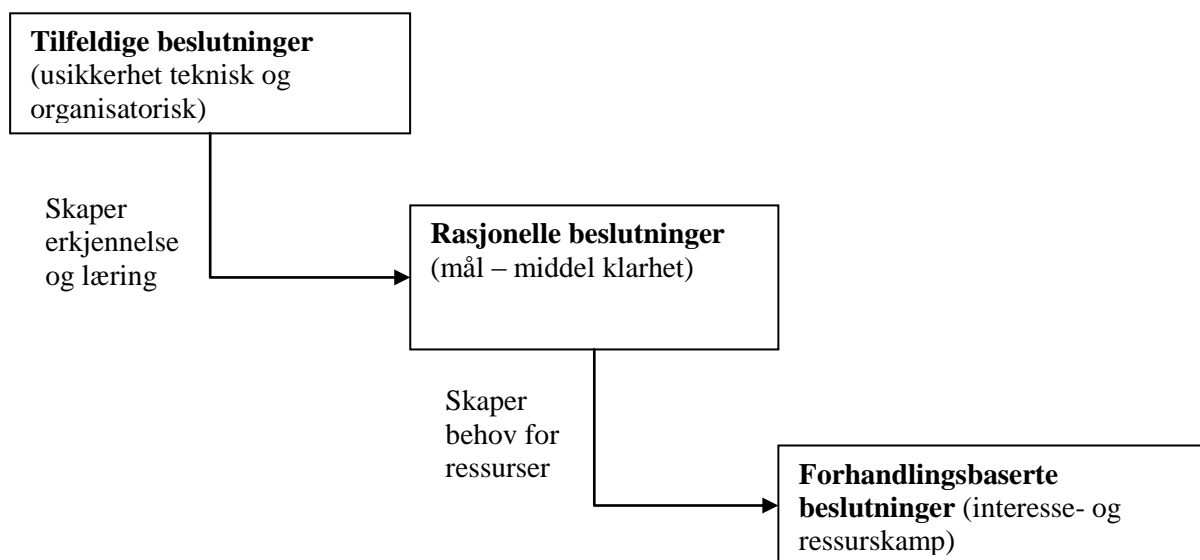 Tilfeldige beslutninger
(usikkerhet teknisk og
organisatorisk)
Skaper
erkjennelse
og læring
Rasjonelle beslutninger
(mål – middel klarhet)
Skaper
behov for
ressurser
Forhandlingsbaserte
beslutninger (interesse- og
ressurskamp)